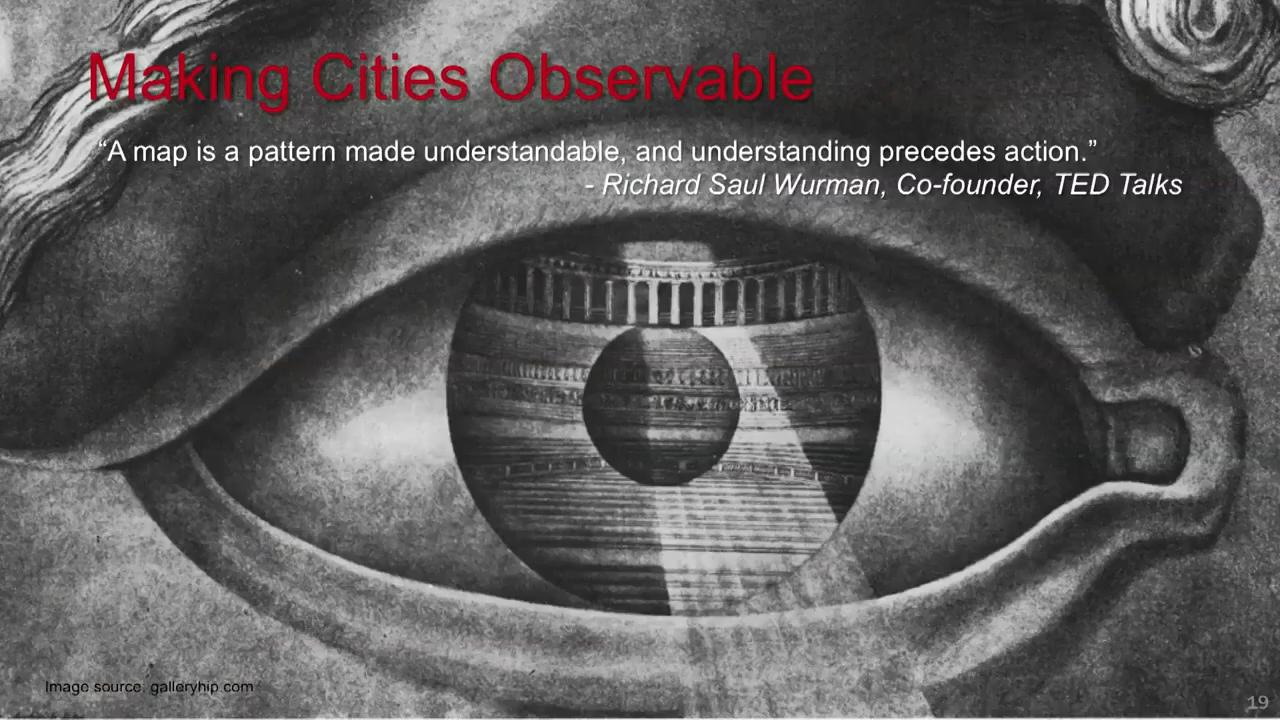 Making Cities Observable
“A map is a pattern made understandable, and understanding precedes action.”
- Richard Saul Wurman, Co-founder, TED Talks
Image source: galleryhip.com
19